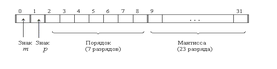 0 1 2 3 4 5 6 7 8 9 ... 31
Знак Знак Порядок Мантисса
m p (7 разрядов) (23 разряда)